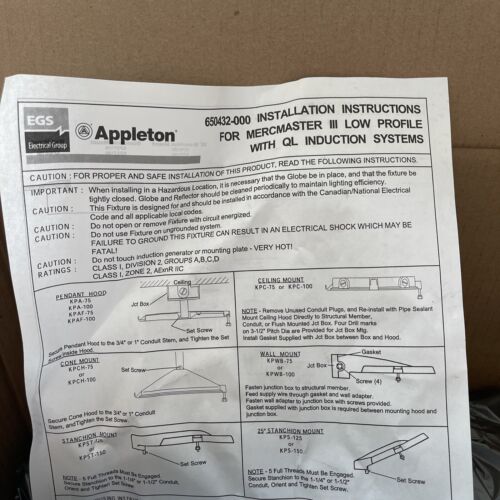 EGS
Electrical Group
Appleton
650432-000 INSTALLATION INSTRUCTIONS
FOR MERCMASTER III LOW PROFILE
WITH QL INDUCTION SYSTEMS
CAUTION : FOR PROPER AND SAFE INSTALLATION OF THIS PRODUCT, READ THE FOLLOWING INSTRUCTIONS.
IMPORTANT : When installing in a Hazardous Location, it is necessary that the Globe be in place, and that the fixture be
tightly closed. Globe and Reflector should be cleaned periodically to maintain lighting efficiency.
CAUTION : This Fixture is designed for and should be installed in accordance with the Canadian/National Electrical
Code and all applicable local codes.
CAUTION : Do not open or remove Fixture with circuit energized.
CAUTION : Do not use Fixture on ungrounded system.
FAILURE TO GROUND THIS FIXTURE CAN RESULT IN AN ELECTRICAL SHOCK WHICH MAY BE
FATAL!
CAUTION : Do not touch induction generator or mounting plate - VERY HOT!
RATINGS : CLASS I, DIVISION 2, GROUPS A,B,C,D
CLASS I, ZONE 2, AExnR IIC
PENDANT HOOD
KPA-75
KPA-100
KPAF-75
KPAF-100
Ceiling
Jct Box
Set Screw
Secure Pendant Hood to the 3/4" or 1" Conduit Stem, and Tighten the Set
Screw Inside Hood.
CEILING MOUNT
KPC-75 or KPC-100
NOTE - Remove Unused Conduit Plugs, and Re-install with Pipe Sealant
Mount Ceiling Hood Directly to Structural Member,
Conduit, or Flush Mounted Jct Box. Four Drill marks
on 3-1/2" Pitch Dia are Provided for Jct Box Mtg.
Install Gasket Supplied with Jct Box between Box and Hood.
CONE MOUNT
KPCH-75
or
KPCH-100
Set Screw
Secure Cone Hood to the 3/4" or 1" Conduit
Stem, and Tighten Set Screw.
WALL MOUNT
KPWB-75
or
KPWB-100
Gasket
Jct Box
Screw (4)
Fasten junction box to structural member.
Feed supply wire through gasket and wall adapter.
Fasten wall adapter to junction box with screws provided.
Gasket supplied with junction box is required between mounting hood and
junction box.
STANCHION MOUNT
or
KPST-150
Set Screw
NOTE - 5 Full Threads Must Be Engaged.
Secure Stanchion to the 1-1/4" or 1-1/2" Conduit,
Orient and Tighten Set Screw.
25° STANCHION MOUNT
KPS-125
or
KPS-150
Set Screw
NOTE - 5 Full Threads Must Be Engaged.
Secure Stanchion to the 1-1/4" or 1-1/2"
Conduit, Orient and Tighten Set Screw.